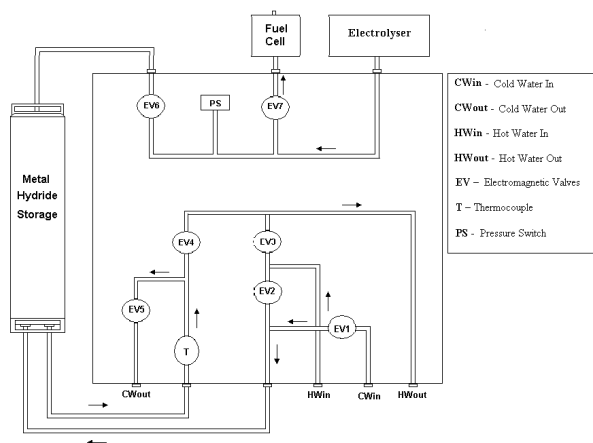 Fuel
Cell
Electrolyser
EV6
PS
EV7
Metal
Hydride
Storage
EV4
EV3
EV5
EV2
EV1
T
CWout
HWin
CWin
HWout
CWin - Cold Water In
CWout - Cold Water Out
HWin - Hot Water In
HWout - Hot Water Out
EV – Electromagnetic Valves
T – Thermocouple
PS - Pressure Switch